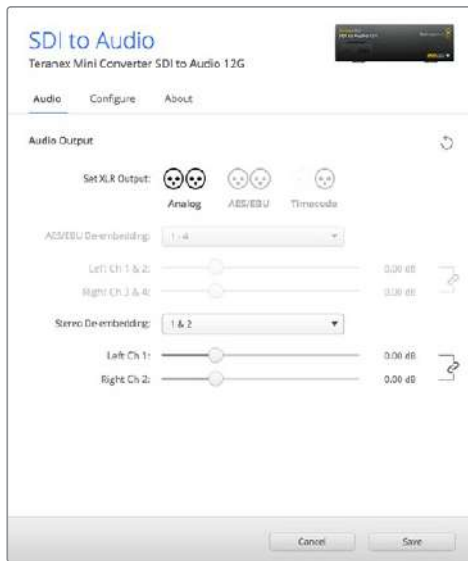 SDI to Audio
Teranex Mini Converter SDI to Audio 12G
Audio Configure About
Audio Output
Set XLR Output:
Analog AES/EBU Timecode
AES/EBU De-embedding: 1 - 4
Left Ch 1 & 2: 0.00 dB
Right Ch 3 & 4: 0.00 dB
Stereo De-embedding: 1 & 2
Left Ch 1: 0.00 dB
Right Ch 2: 0.00 dB
Cancel Save